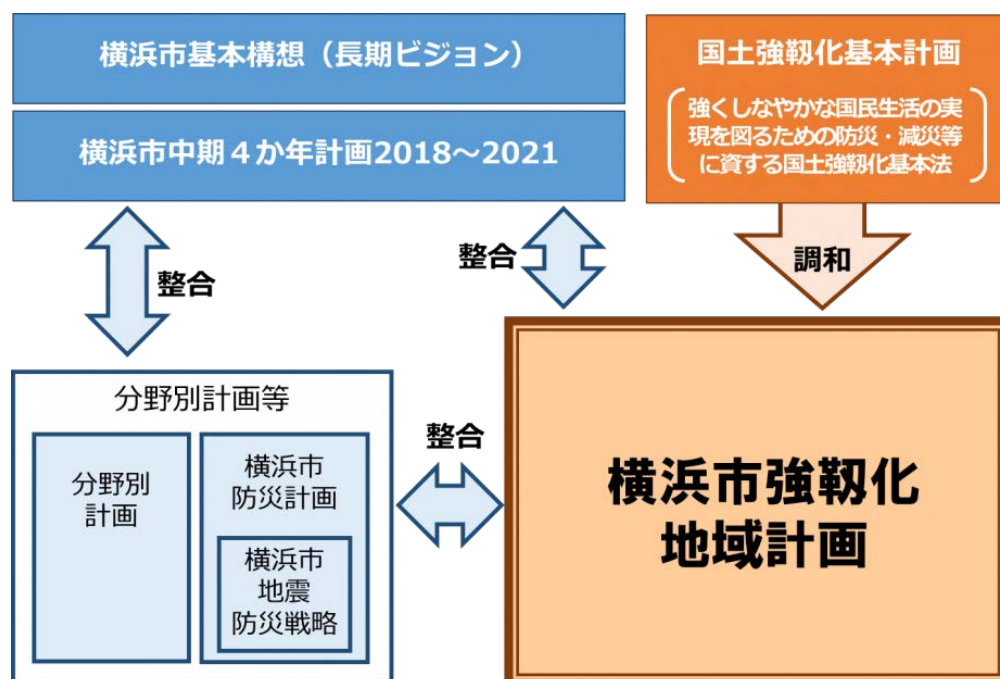 横浜市基本構想（長期ビジョン）
横浜市中期４か年計画2018～2021
国土強靱化基本計画
強くしなやかな国民生活の実
現を図るための防災・減災等
に資する国土強靱化基本法
整合
整合
調和
分野別計画等
分野別
計画
横浜市
防災計画
横浜市
地震
防災戦略
整合
横浜市強靱化
地域計画